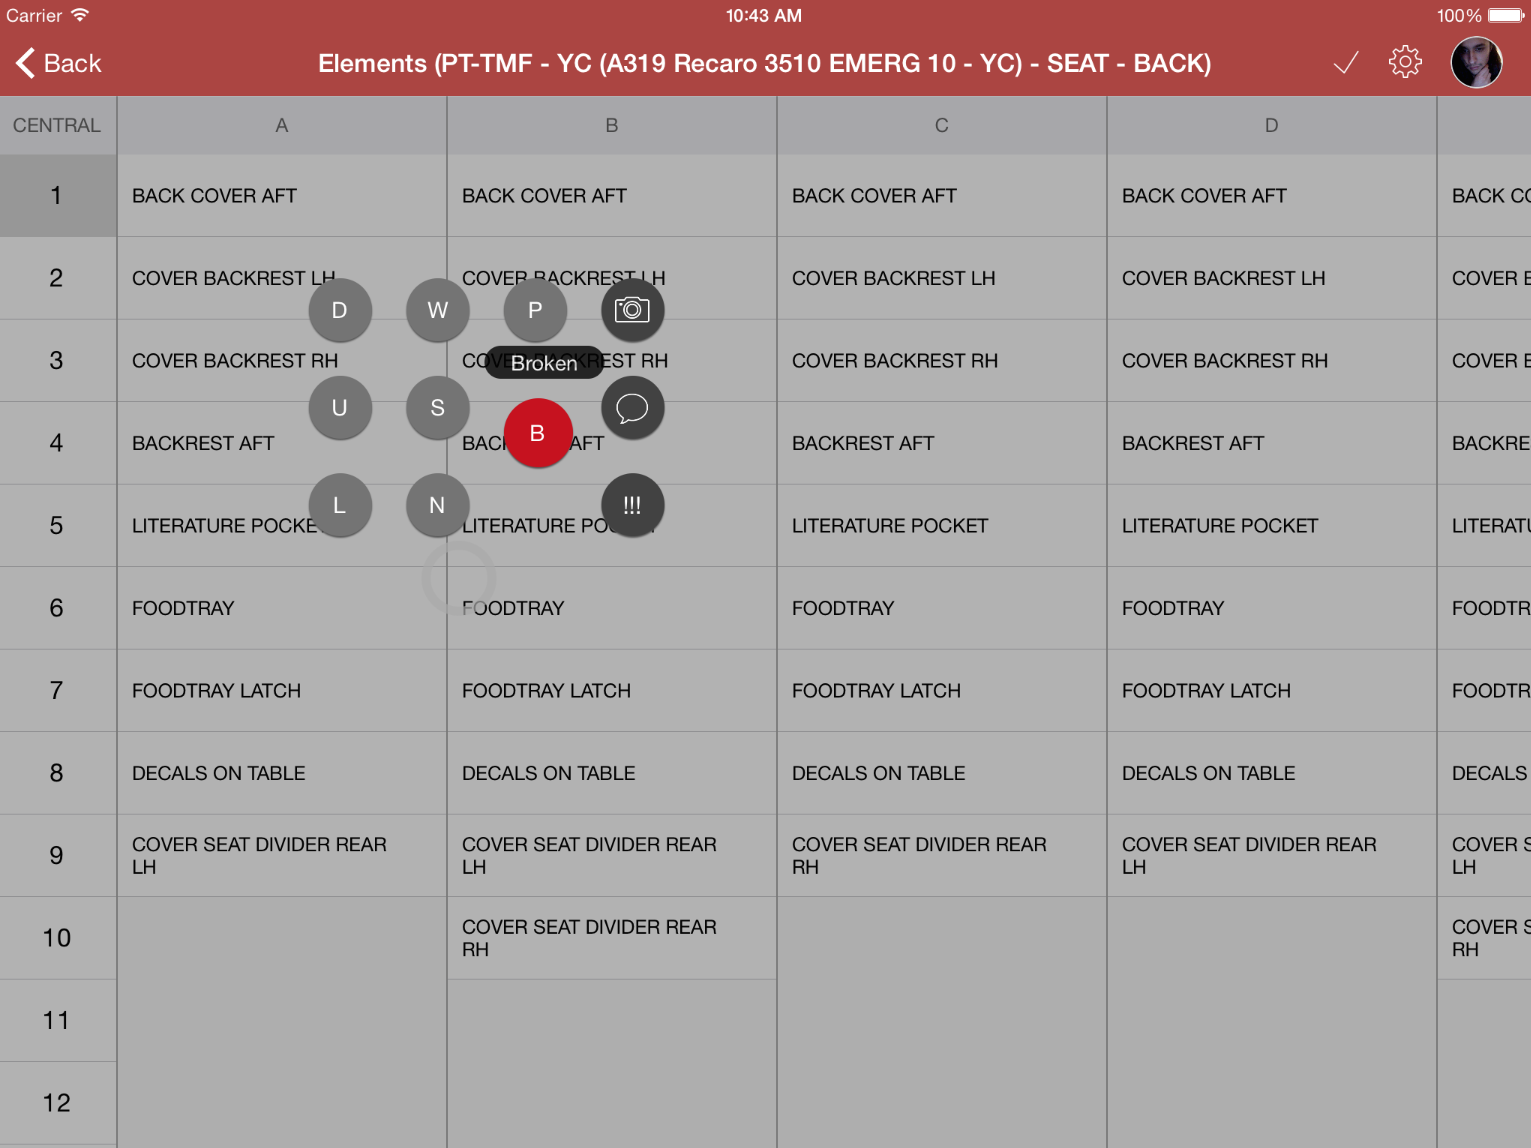 Carrier 10:43 AM 100%
Back Elements (PT-TMF - YC (A319 Recaro 3510 EMERG 10 - YC) - SEAT - BACK)
CENTRAL A B C D
1 BACK COVER AFT BACK COVER AFT BACK COVER AFT BACK COVER AFT BACK CO
2 COVER BACKREST LH COVER BACKREST LH COVER BACKREST LH COVER BACKREST LH COVER B
D W P
3 COVER BACKREST RH COVER BACKREST RH COVER BACKREST RH COVER BACKREST RH COVER B
Broken
U S B
4 BACKREST AFT BAC AFT BACKREST AFT BACKREST AFT BACKRE
L N !!!
5 LITERATURE POCKE LITERATURE PO LITERATURE POCKET LITERATURE POCKET LITERATU
6 FOODTRAY FOODTRAY FOODTRAY FOODTRAY FOODTR
7 FOODTRAY LATCH FOODTRAY LATCH FOODTRAY LATCH FOODTRAY LATCH FOODTR
8 DECALS ON TABLE DECALS ON TABLE DECALS ON TABLE DECALS ON TABLE DECALS
9 COVER SEAT DIVIDER REAR COVER SEAT DIVIDER REAR COVER SEAT DIVIDER REAR COVER SEAT DIVIDER REAR COVER S
LH LH RH LH LH
10 COVER SEAT DIVIDER REAR COVER S
RH RH
11
12